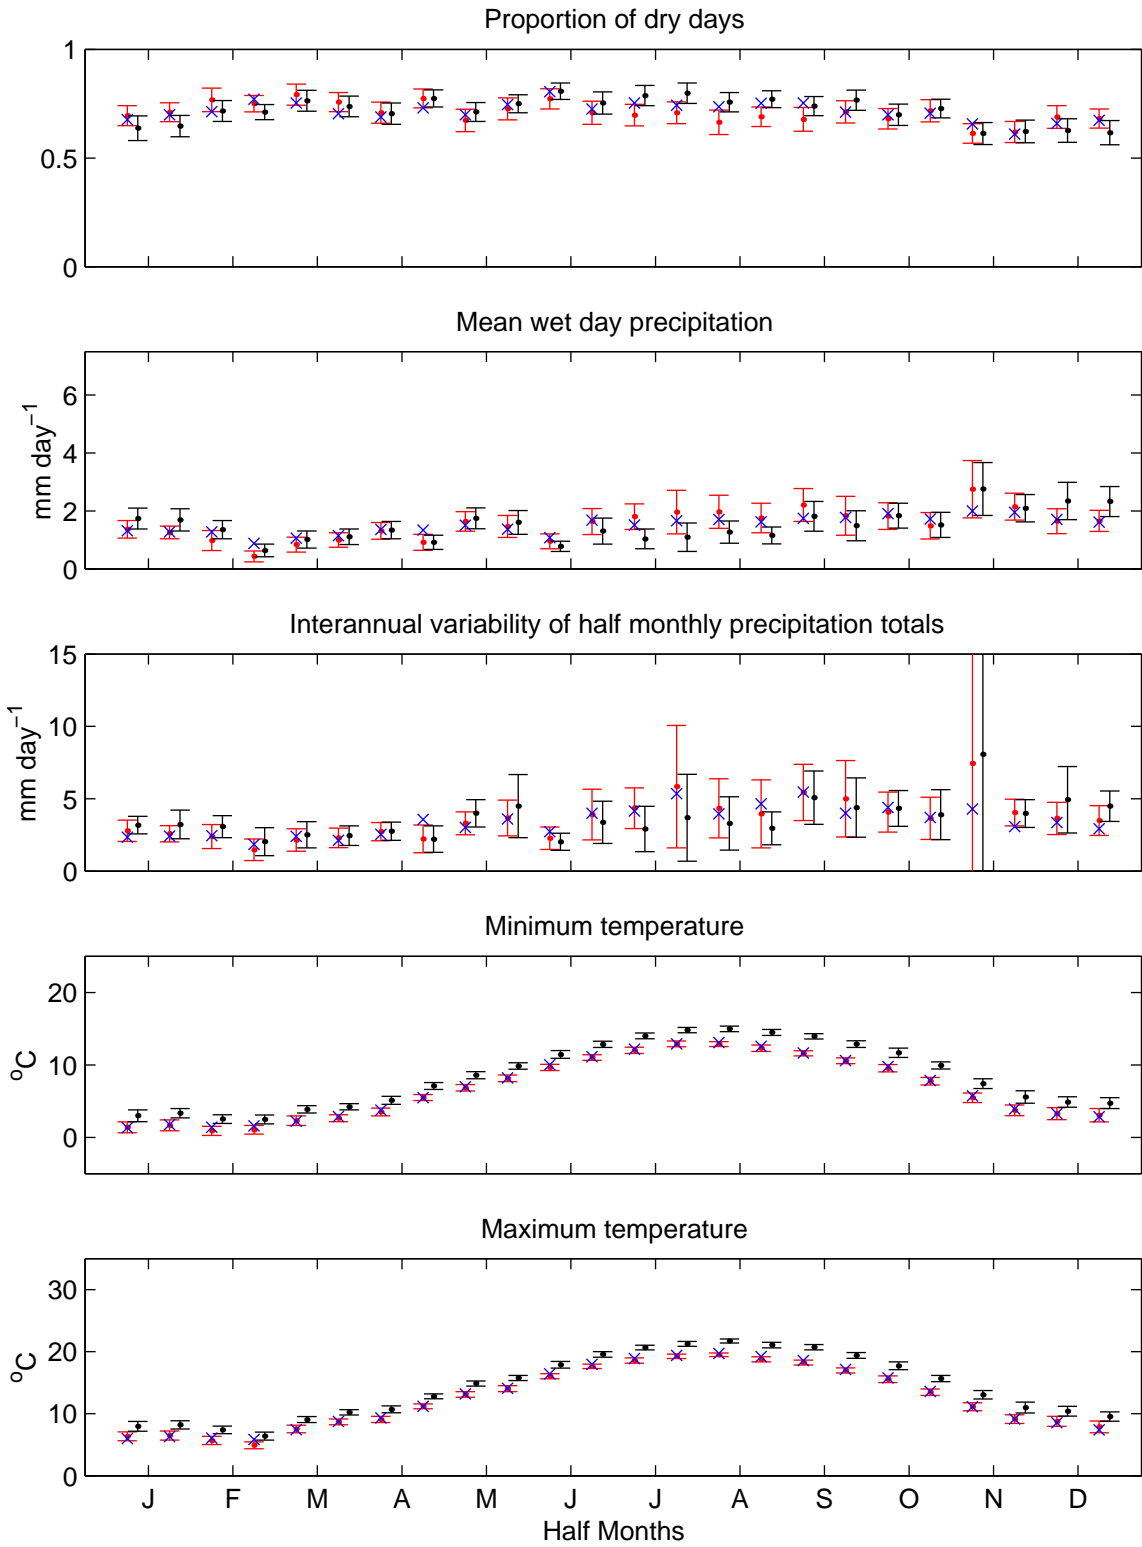 Proportion of dry days
1
0.5
0
Mean wet day precipitation
6
4
2
0
mm day⁻¹
Interannual variability of half monthly precipitation totals
15
10
5
0
mm day⁻¹
Minimum temperature
20
10
0
ºC
Maximum temperature
30
20
10
0
ºC
J F M A M J J A S O N D
Half Months